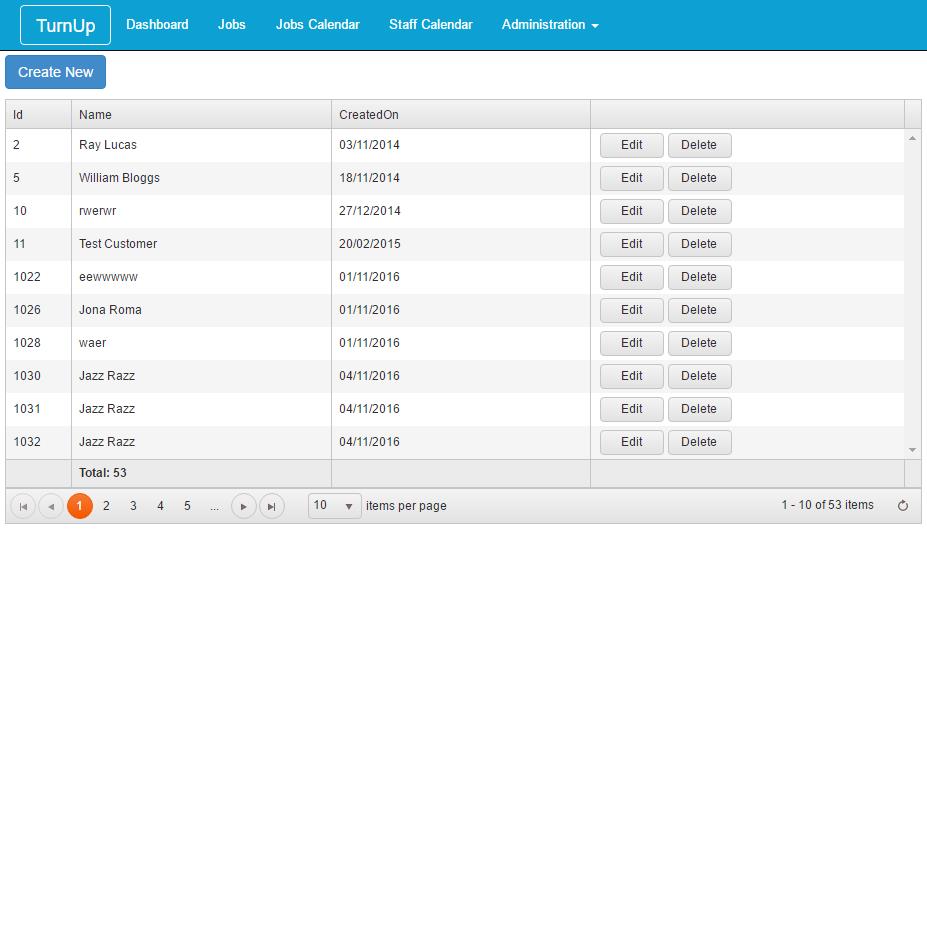 TurnUp Dashboard Jobs Jobs Calendar Staff Calendar Administration
Create New
Id Name CreatedOn
2 Ray Lucas 03/11/2014 Edit Delete
5 William Bloggs 18/11/2014 Edit Delete
10 rwerwr 27/12/2014 Edit Delete
11 Test Customer 20/02/2015 Edit Delete
1022 eewwwww 01/11/2016 Edit Delete
1026 Jona Roma 01/11/2016 Edit Delete
1028 waer 01/11/2016 Edit Delete
1030 Jazz Razz 04/11/2016 Edit Delete
1031 Jazz Razz 04/11/2016 Edit Delete
1032 Jazz Razz 04/11/2016 Edit Delete
Total: 53
1 2 3 4 5 ... 10 items per page 1 - 10 of 53 items